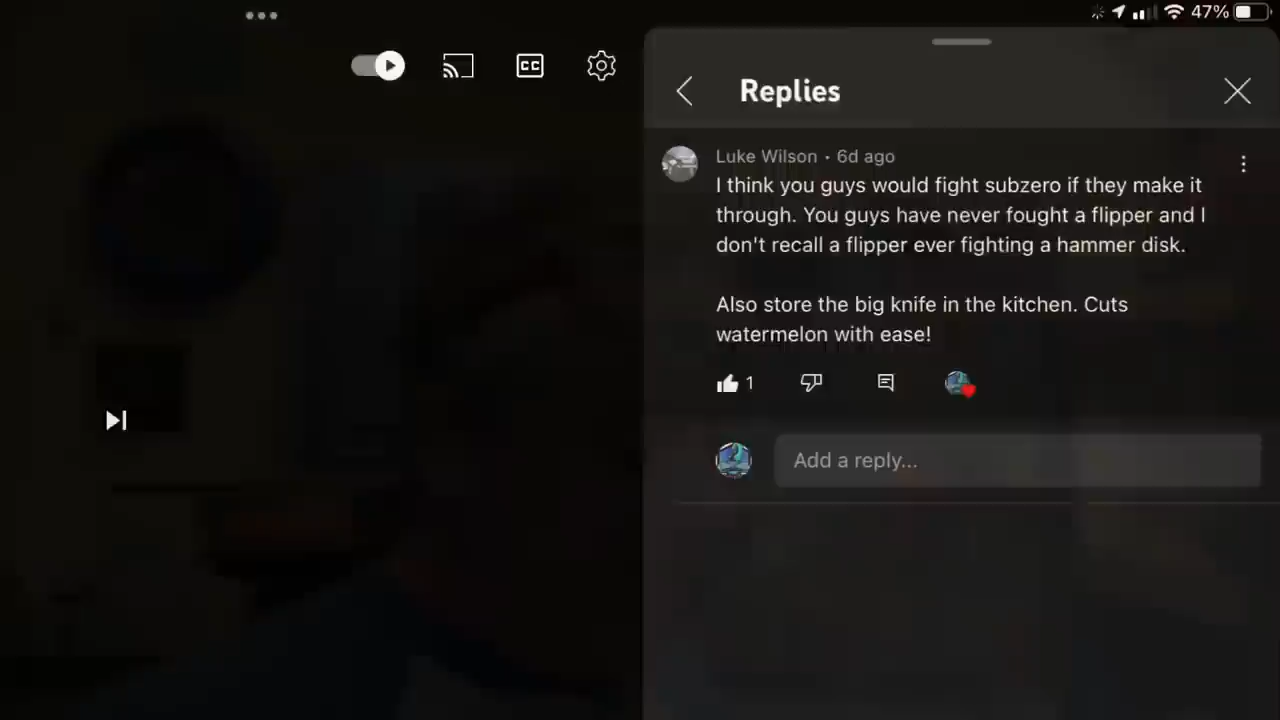 47%
CC
Replies
Luke Wilson • 6d ago
I think you guys would fight subzero if they make it
through. You guys have never fought a flipper and I
don't recall a flipper ever fighting a hammer disk.
Also store the big knife in the kitchen. Cuts
watermelon with ease!
1
Add a reply...